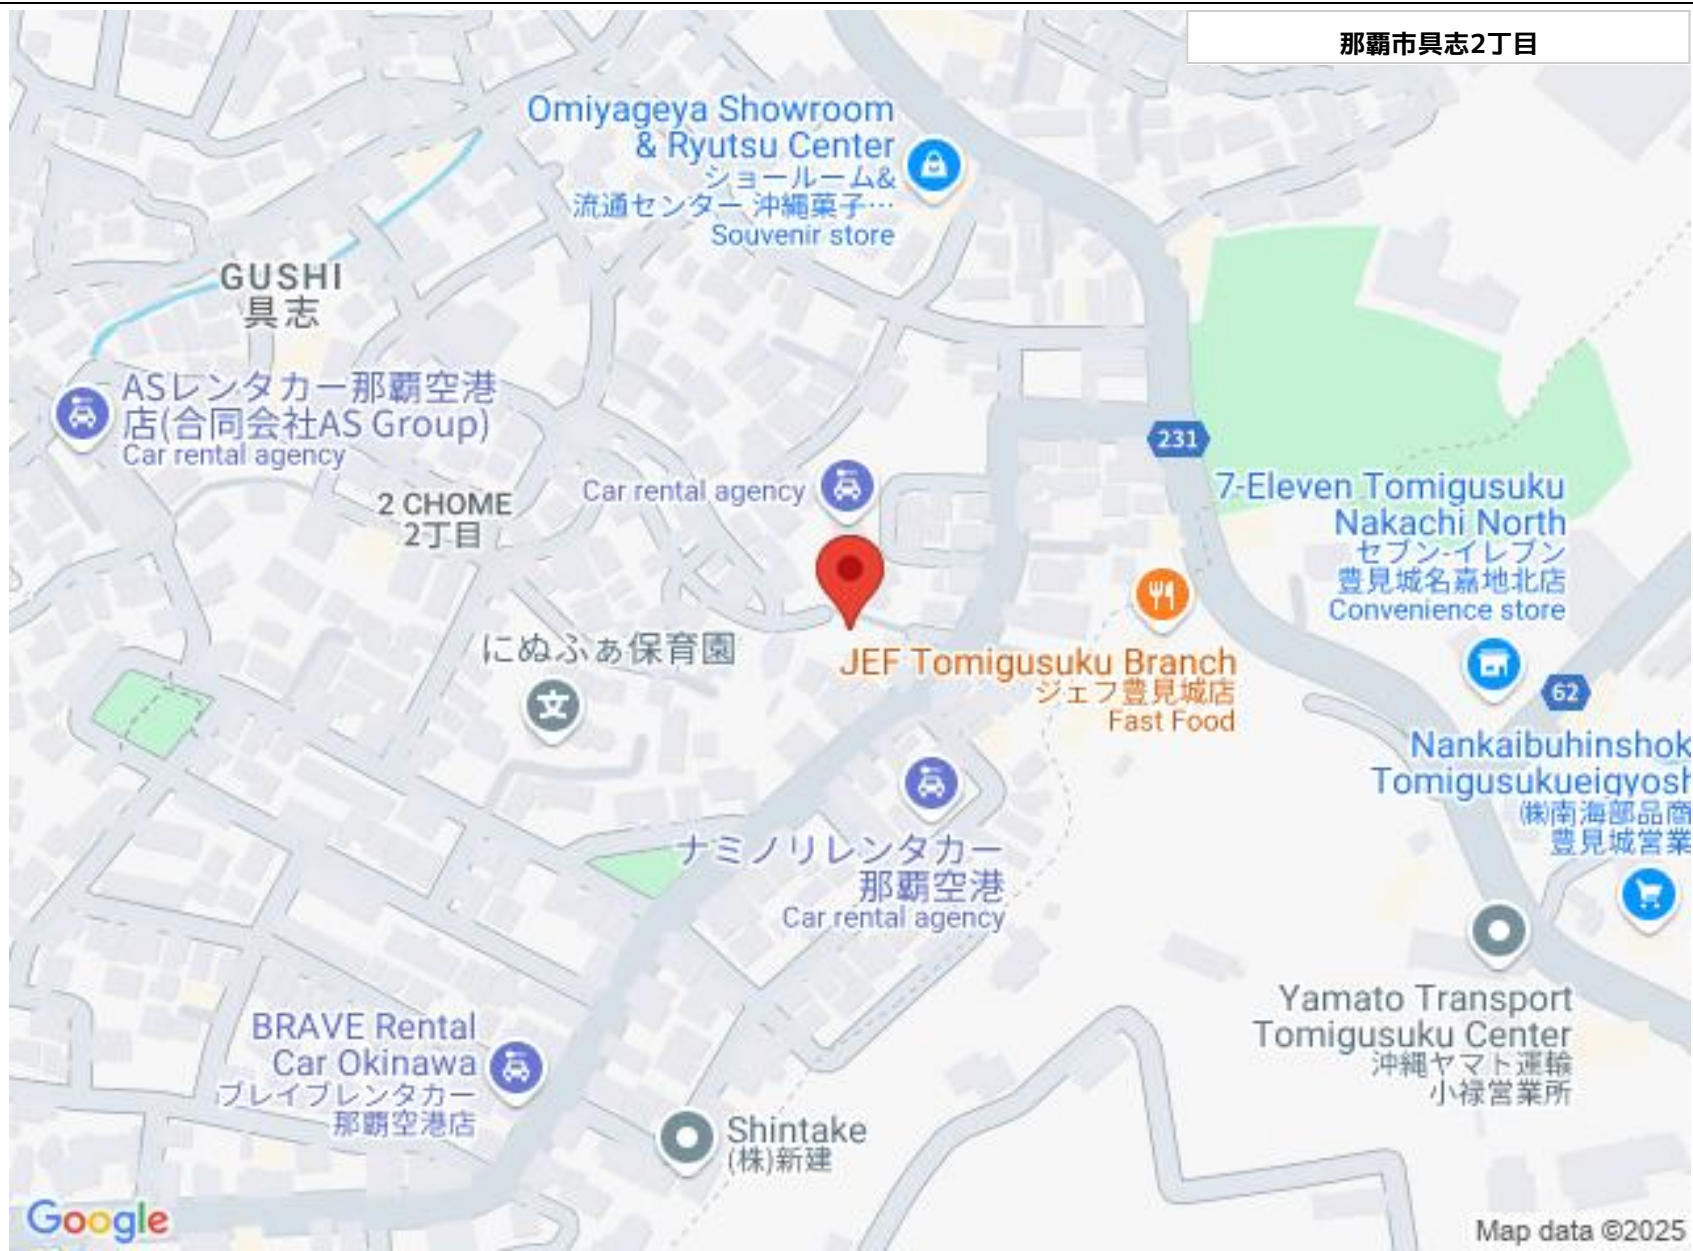 那覇市具志2丁目
Omiyageya Showroom
& Ryutsu Center
ショールーム&
流通センター 沖縄菓子…
Souvenir store
GUSHI
具志
ASレンタカー那覇空港
店(合同会社AS Group)
Car rental agency
231
2 CHOME
2丁目
Car rental agency
7-Eleven Tomigusuku
Nakachi North
セブン-イレブン
豊見城名嘉地北店
Convenience store
にぬふぁ保育園
文
JEF Tomigusuku Branch
ジェフ豊見城店
Fast Food
62
Nankaibuhinshok
Tomigusukueigyosh
㈱南海部品商
豊見城営業
ナミノリレンタカー
那覇空港
Car rental agency
Yamato Transport
Tomigusuku Center
沖縄ヤマト運輸
小禄営業所
BRAVE Rental
Car Okinawa
ブレイブレンタカー
那覇空港店
Shintake
(株)新建
Google
Map data ©2025